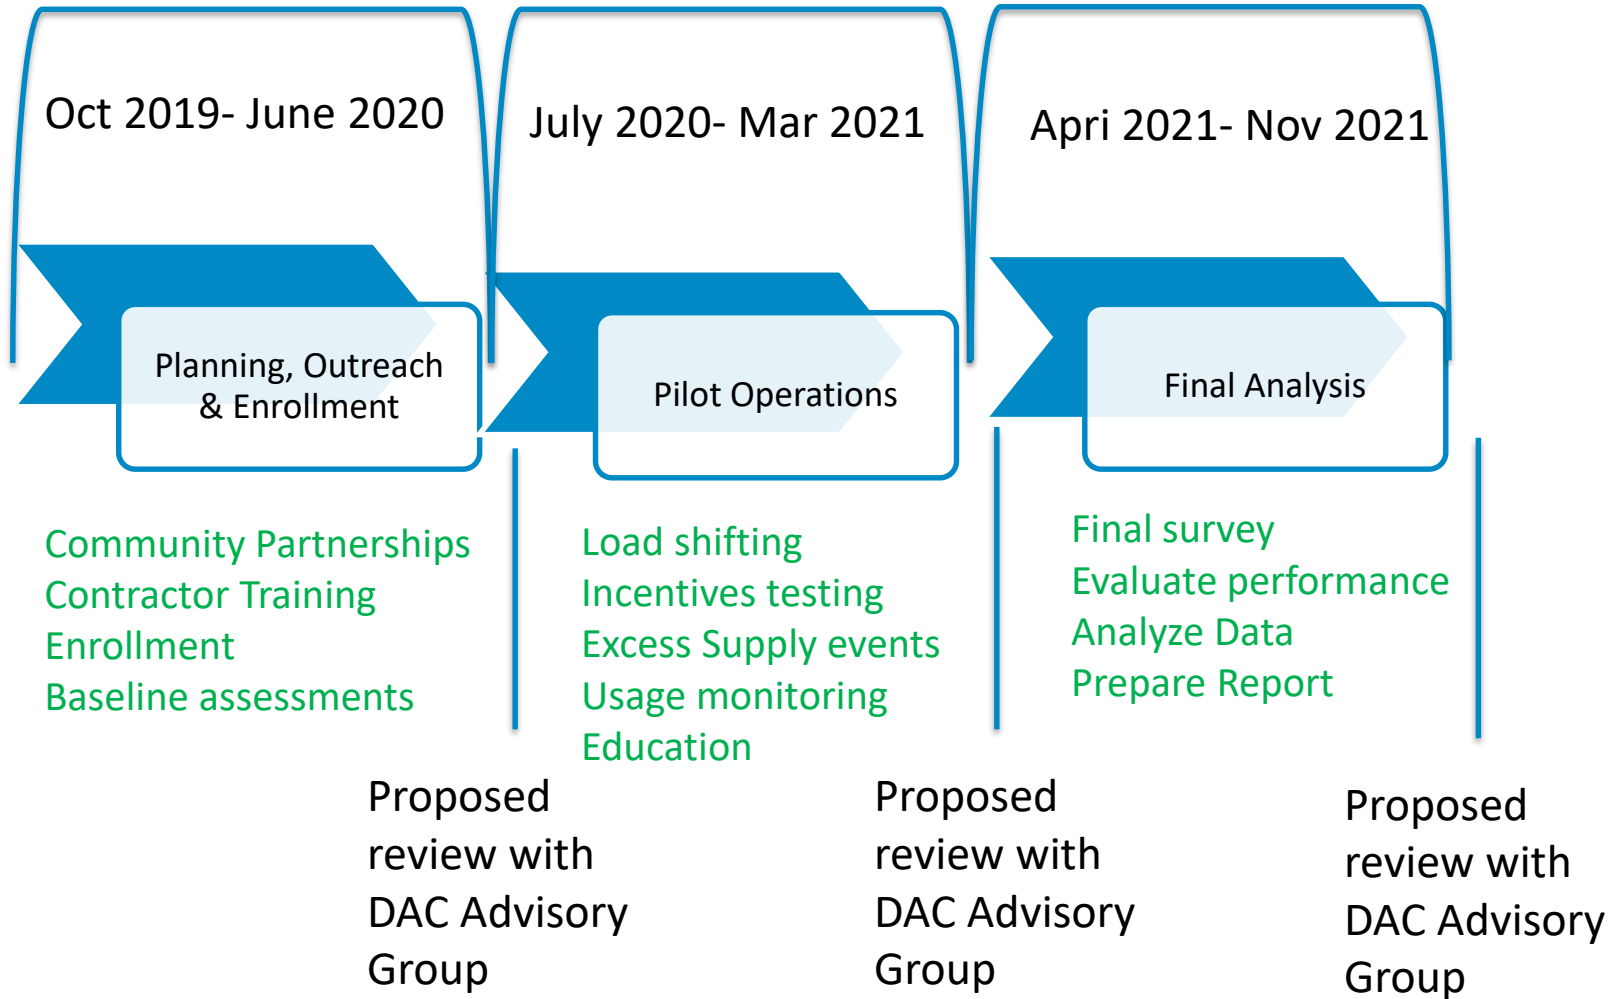 Oct 2019- June 2020
July 2020- Mar 2021
Apri 2021- Nov 2021
Planning, Outreach
& Enrollment
Pilot Operations
Final Analysis
Community Partnerships
Contractor Training
Enrollment
Baseline assessments
Load shifting
Incentives testing
Excess Supply events
Usage monitoring
Education
Final survey
Evaluate performance
Analyze Data
Prepare Report
Proposed
review with
DAC Advisory
Group
Proposed
review with
DAC Advisory
Group
Proposed
review with
DAC Advisory
Group